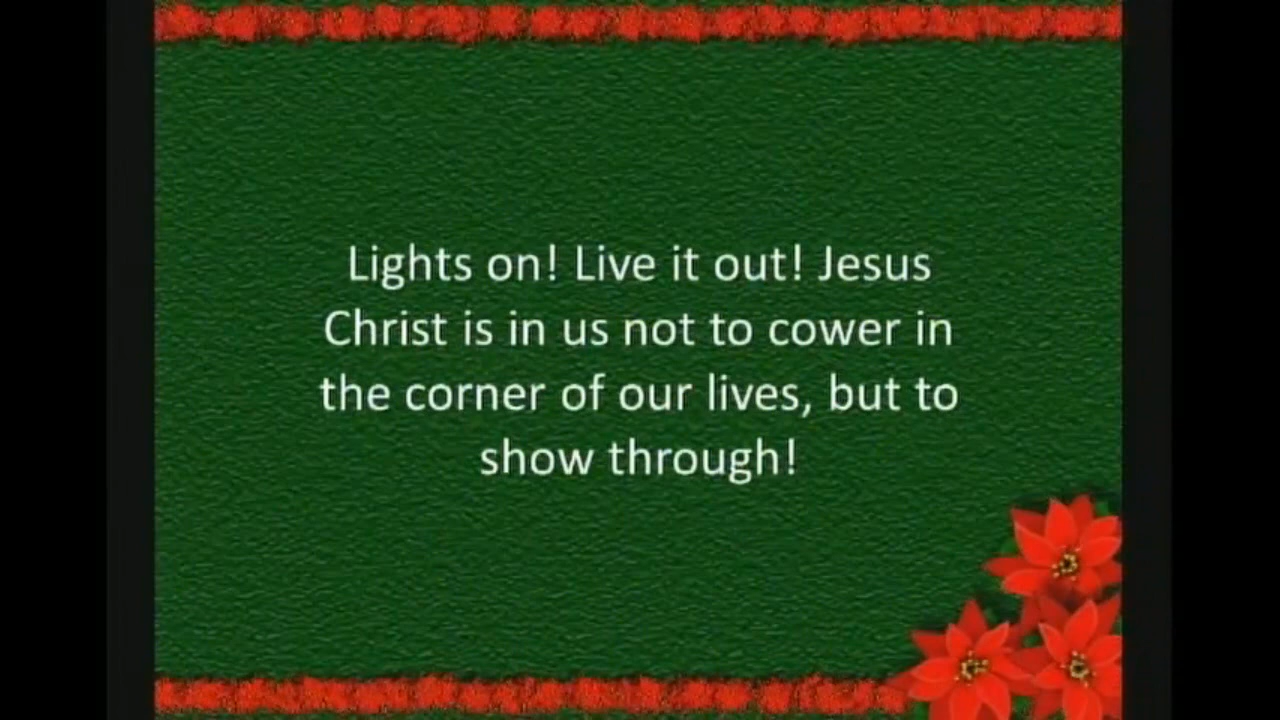 Lights on! Live it out! Jesus
Christ is in us not to cower in
the corner of our lives, but to
show through!